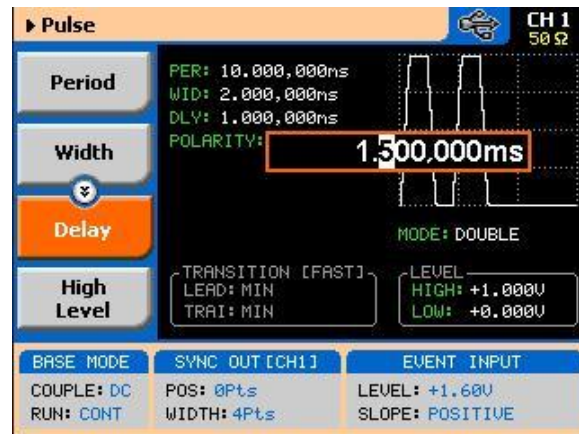 Pulse
CH 1
50 Ω
Period
Width
Delay
High
Level
PER: 10.000,000ms
WID: 2.000,000ms
DLY: 1.000,000ms
POLARITY:
1.500,000ms
MODE: DOUBLE
TRANSITION [FAST]
LEAD: MIN
TRAI: MIN
LEVEL
HIGH: +1.000V
LOW: +0.000V
BASE MODE
COUPLE: DC
RUN: CONT
SYNC OUT[CH1]
POS: 0Pts
WIDTH: 4Pts
EVENT INPUT
LEVEL: +1.60V
SLOPE: POSITIVE